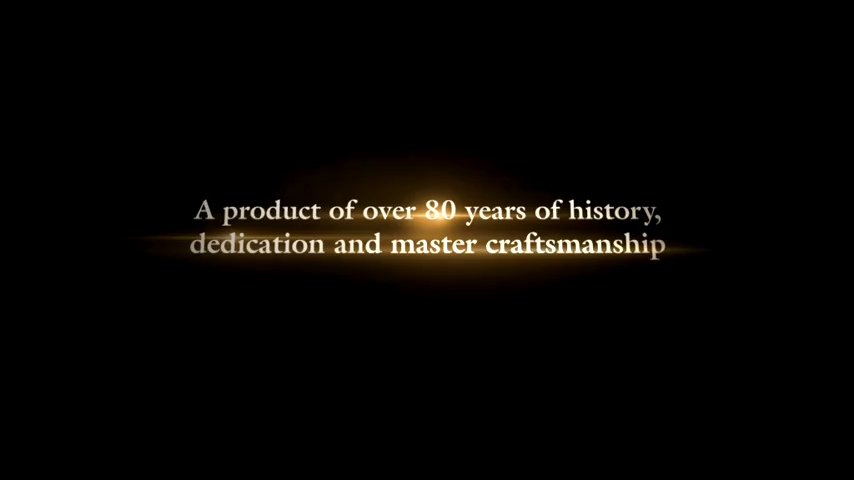 A product of over 80 years of history,
dedication and master craftsmanship